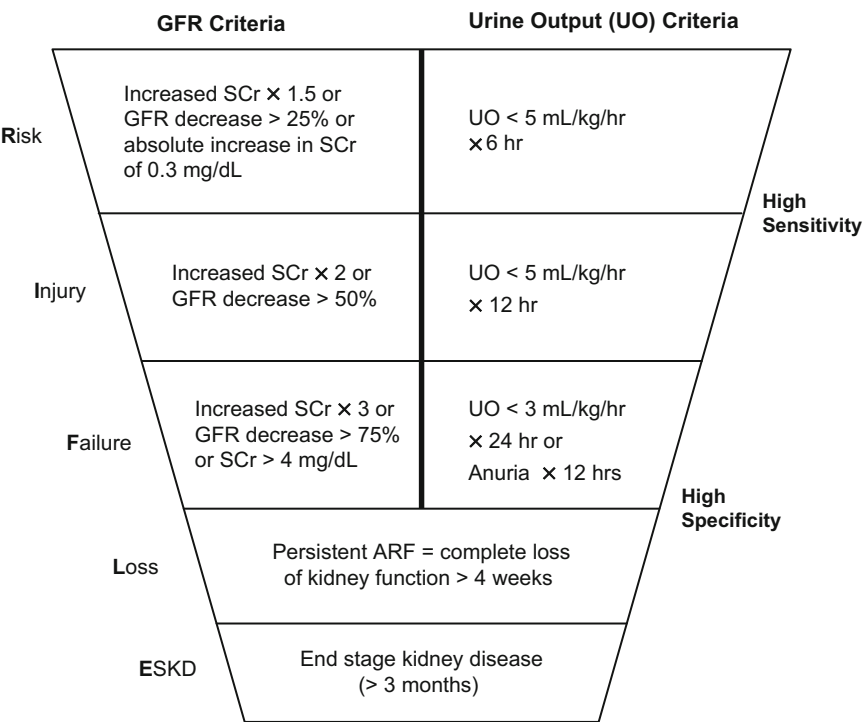 GFR Criteria
Urine Output (UO) Criteria
Risk
Increased SCr × 1.5 or
GFR decrease > 25% or
absolute increase in SCr
of 0.3 mg/dL
UO < 5 mL/kg/hr
×6 hr
High
Sensitivity
Injury
Increased SCr × 2 or
GFR decrease > 50%
UO < 5 mL/kg/hr
× 12 hr
Failure
Increased SCr × 3 or
GFR decrease > 75%
or SCr > 4 mg/dL
UO < 3 mL/kg/hr
× 24 hr or
Anuria × 12 hrs
High
Specificity
Loss
Persistent ARF = complete loss
of kidney function > 4 weeks
ESKD
End stage kidney disease
(> 3 months)